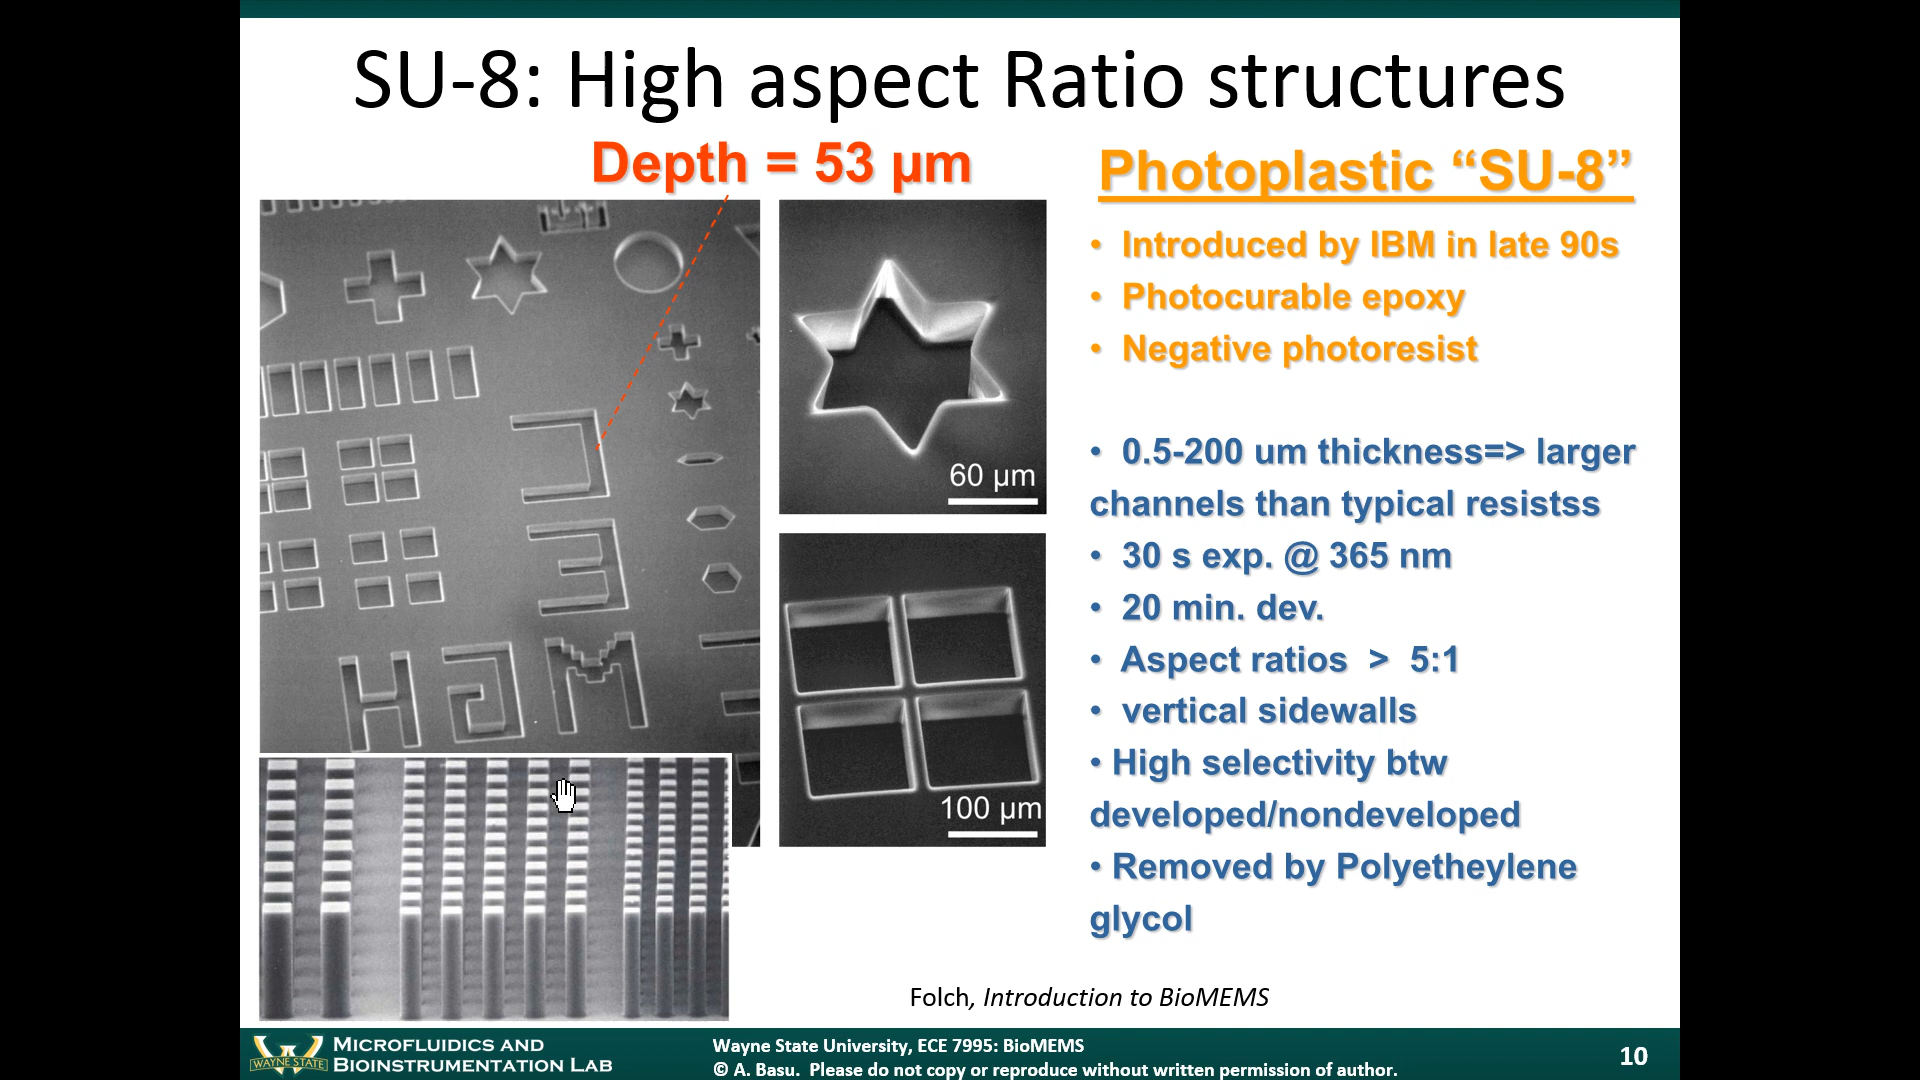 SU-8: High aspect Ratio structures
Depth = 53 µm
Photoplastic “SU-8”
• Introduced by IBM in late 90s
• Photocurable epoxy
• Negative photoresist
• 0.5-200 um thickness=> larger
channels than typical resistss
• 30 s exp. @ 365 nm
• 20 min. dev.
• Aspect ratios > 5:1
• vertical sidewalls
• High selectivity btw
developed/nondeveloped
• Removed by Polyetheylene
glycol
60 µm
100 µm
Folch, Introduction to BioMEMS
WAYNE STATE
MICROFLUIDICS AND
BIOINSTRUMENTATION LAB
Wayne State University, ECE 7995: BioMEMS
© A. Basu. Please do not copy or reproduce without written permission of author.
10